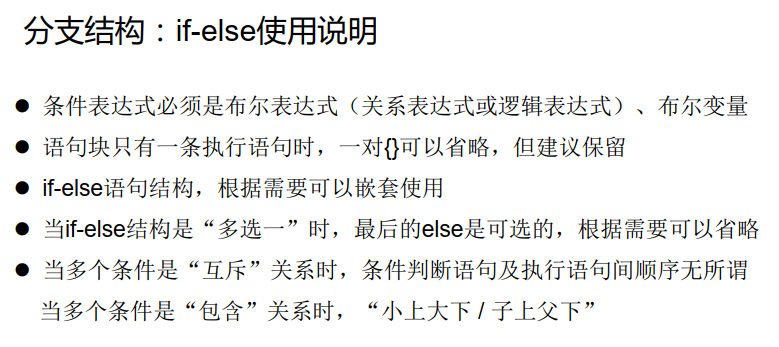 分支结构：if-else使用说明
● 条件表达式必须是布尔表达式（关系表达式或逻辑表达式）、布尔变量
● 语句块只有一条执行语句时，一对{}可以省略，但建议保留
● if-else语句结构，根据需要可以嵌套使用
● 当if-else结构是“多选一”时，最后的else是可选的，根据需要可以省略
● 当多个条件是“互斥”关系时，条件判断语句及执行语句间顺序无所谓
当多个条件是“包含”关系时，“小上大下 / 子上父下”